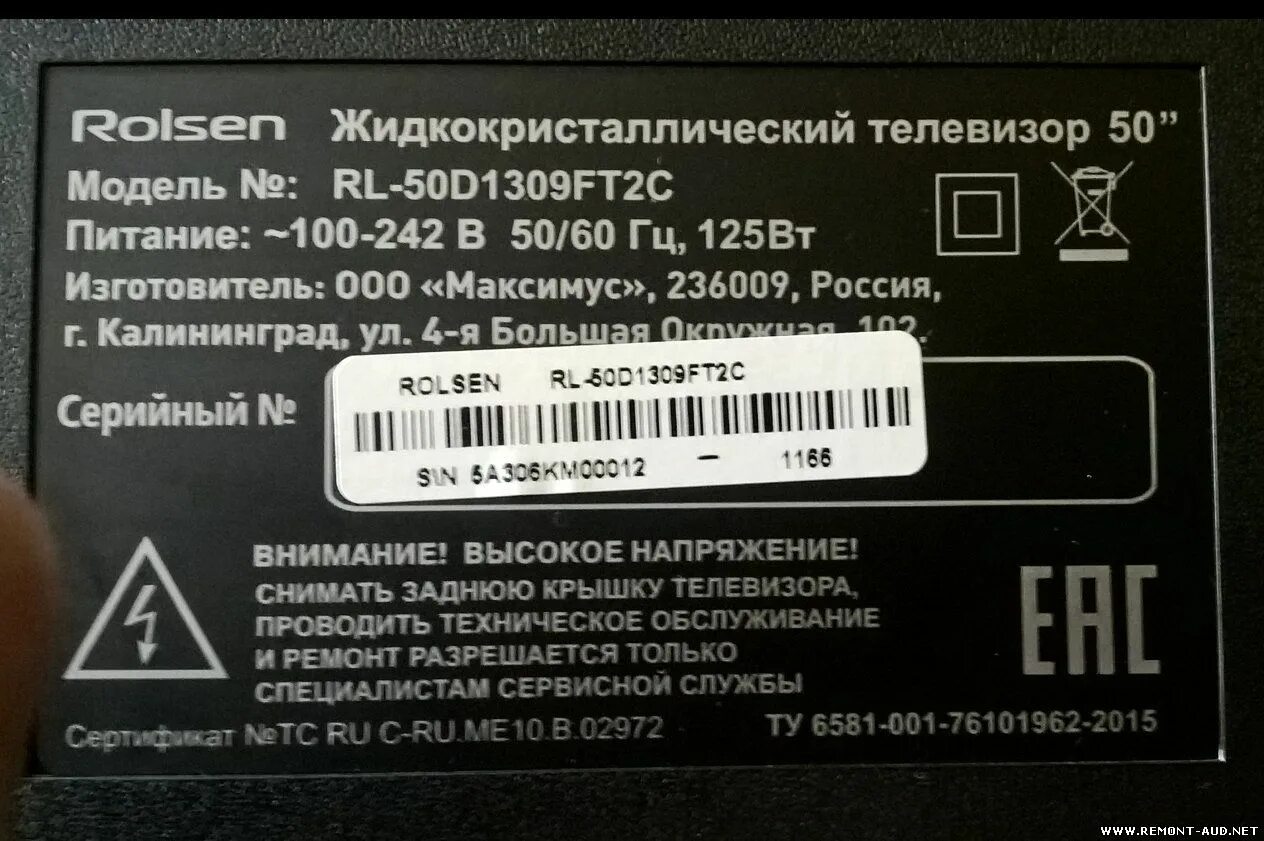 Rolsen Жидкокристаллический телевизор 50”
Модель №: RL-50D1309FT2C
Питание: ~100-242 В 50/60 Гц, 125Вт
Изготовитель: ООО «Максимус», 236009, Россия,
г. Калининград, ул. 4-я Большая Окружная, 102.
Серийный №
ROLSEN RL-50D1309FT2C
S\N 5A306KM00012 – 1166
ВНИМАНИЕ! ВЫСОКОЕ НАПРЯЖЕНИЕ!
СНИМАТЬ ЗАДНЮЮ КРЫШКУ ТЕЛЕВИЗОРА,
ПРОВОДИТЬ ТЕХНИЧЕСКОЕ ОБСЛУЖИВАНИЕ
И РЕМОНТ РАЗРЕШАЕТСЯ ТОЛЬКО
СПЕЦИАЛИСТАМ СЕРВИСНОЙ СЛУЖБЫ
EAC
Сертификат №ТС RU C-RU.ME10.B.02972
ТУ 6581-001-76101962-2015
WWW.REMONT-AUD.NET